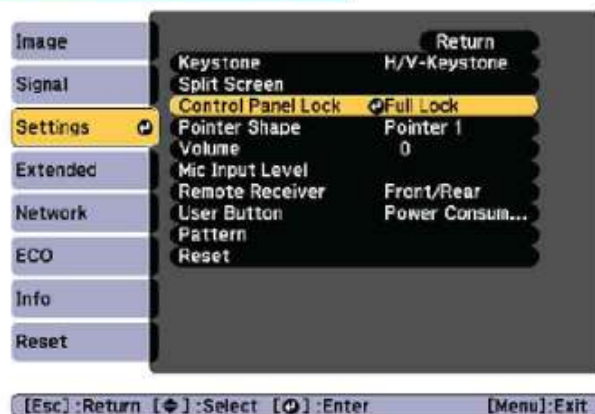 Image
Signal
Settings
Extended
Network
ECO
Info
Reset
Return
Keystone H/V-Keystone
Split Screen
Control Panel Lock Full Lock
Pointer Shape Pointer 1
Volume 0
Mic Input Level
Remote Receiver Front/Rear
User Button Power Consum...
Pattern
Reset
[Esc] :Return [ ] :Select [ ] :Enter [Menu]:Exit